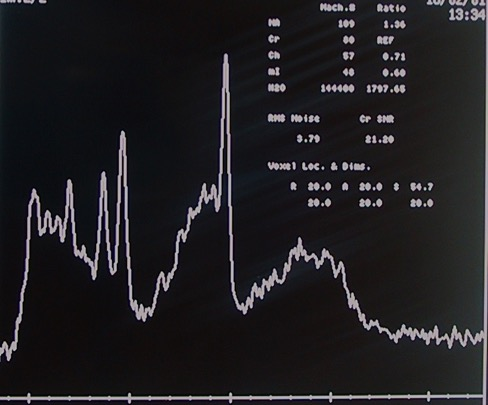 13:34
Mach.# Ratio
NA 109 1.36
Cr 80 REF
Ch 57 0.71
mI 48 0.60
H2O 144400 1797.65
RMS Noise Cr SNR
3.79 21.20
Voxel Loc. & Dims.
R 20.0 A 20.0 S 54.7
20.0 20.0 20.0